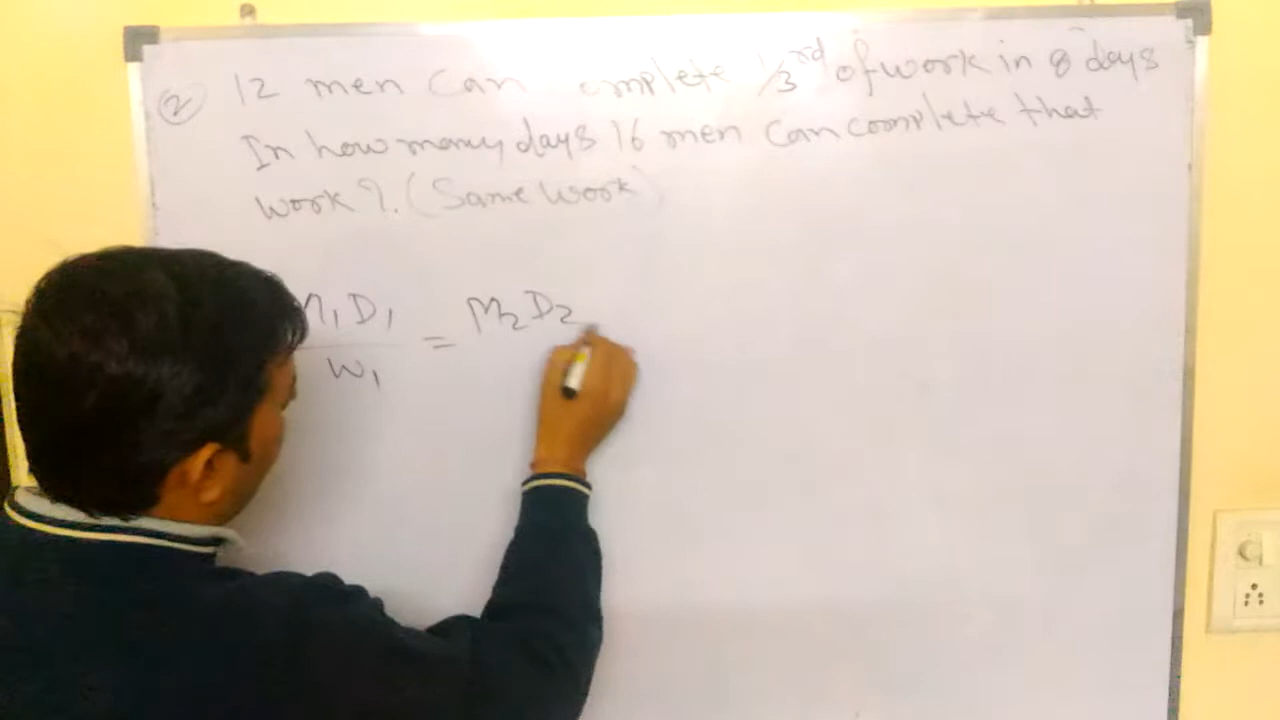 ② 12 men can omplete 1/3rd of work in 8 days
In how many days 16 men can complete that
work ?. (Same work)
M1D1 = M2D2
W1